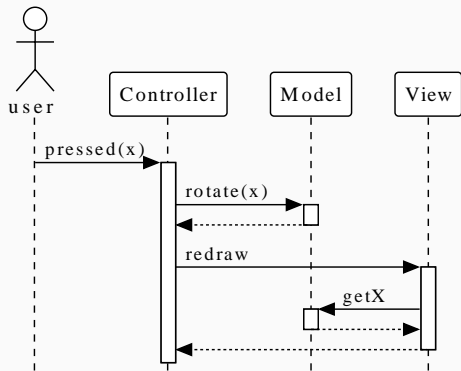 user
Controller
Model
View
pressed(x)
rotate(x)
redraw
getX